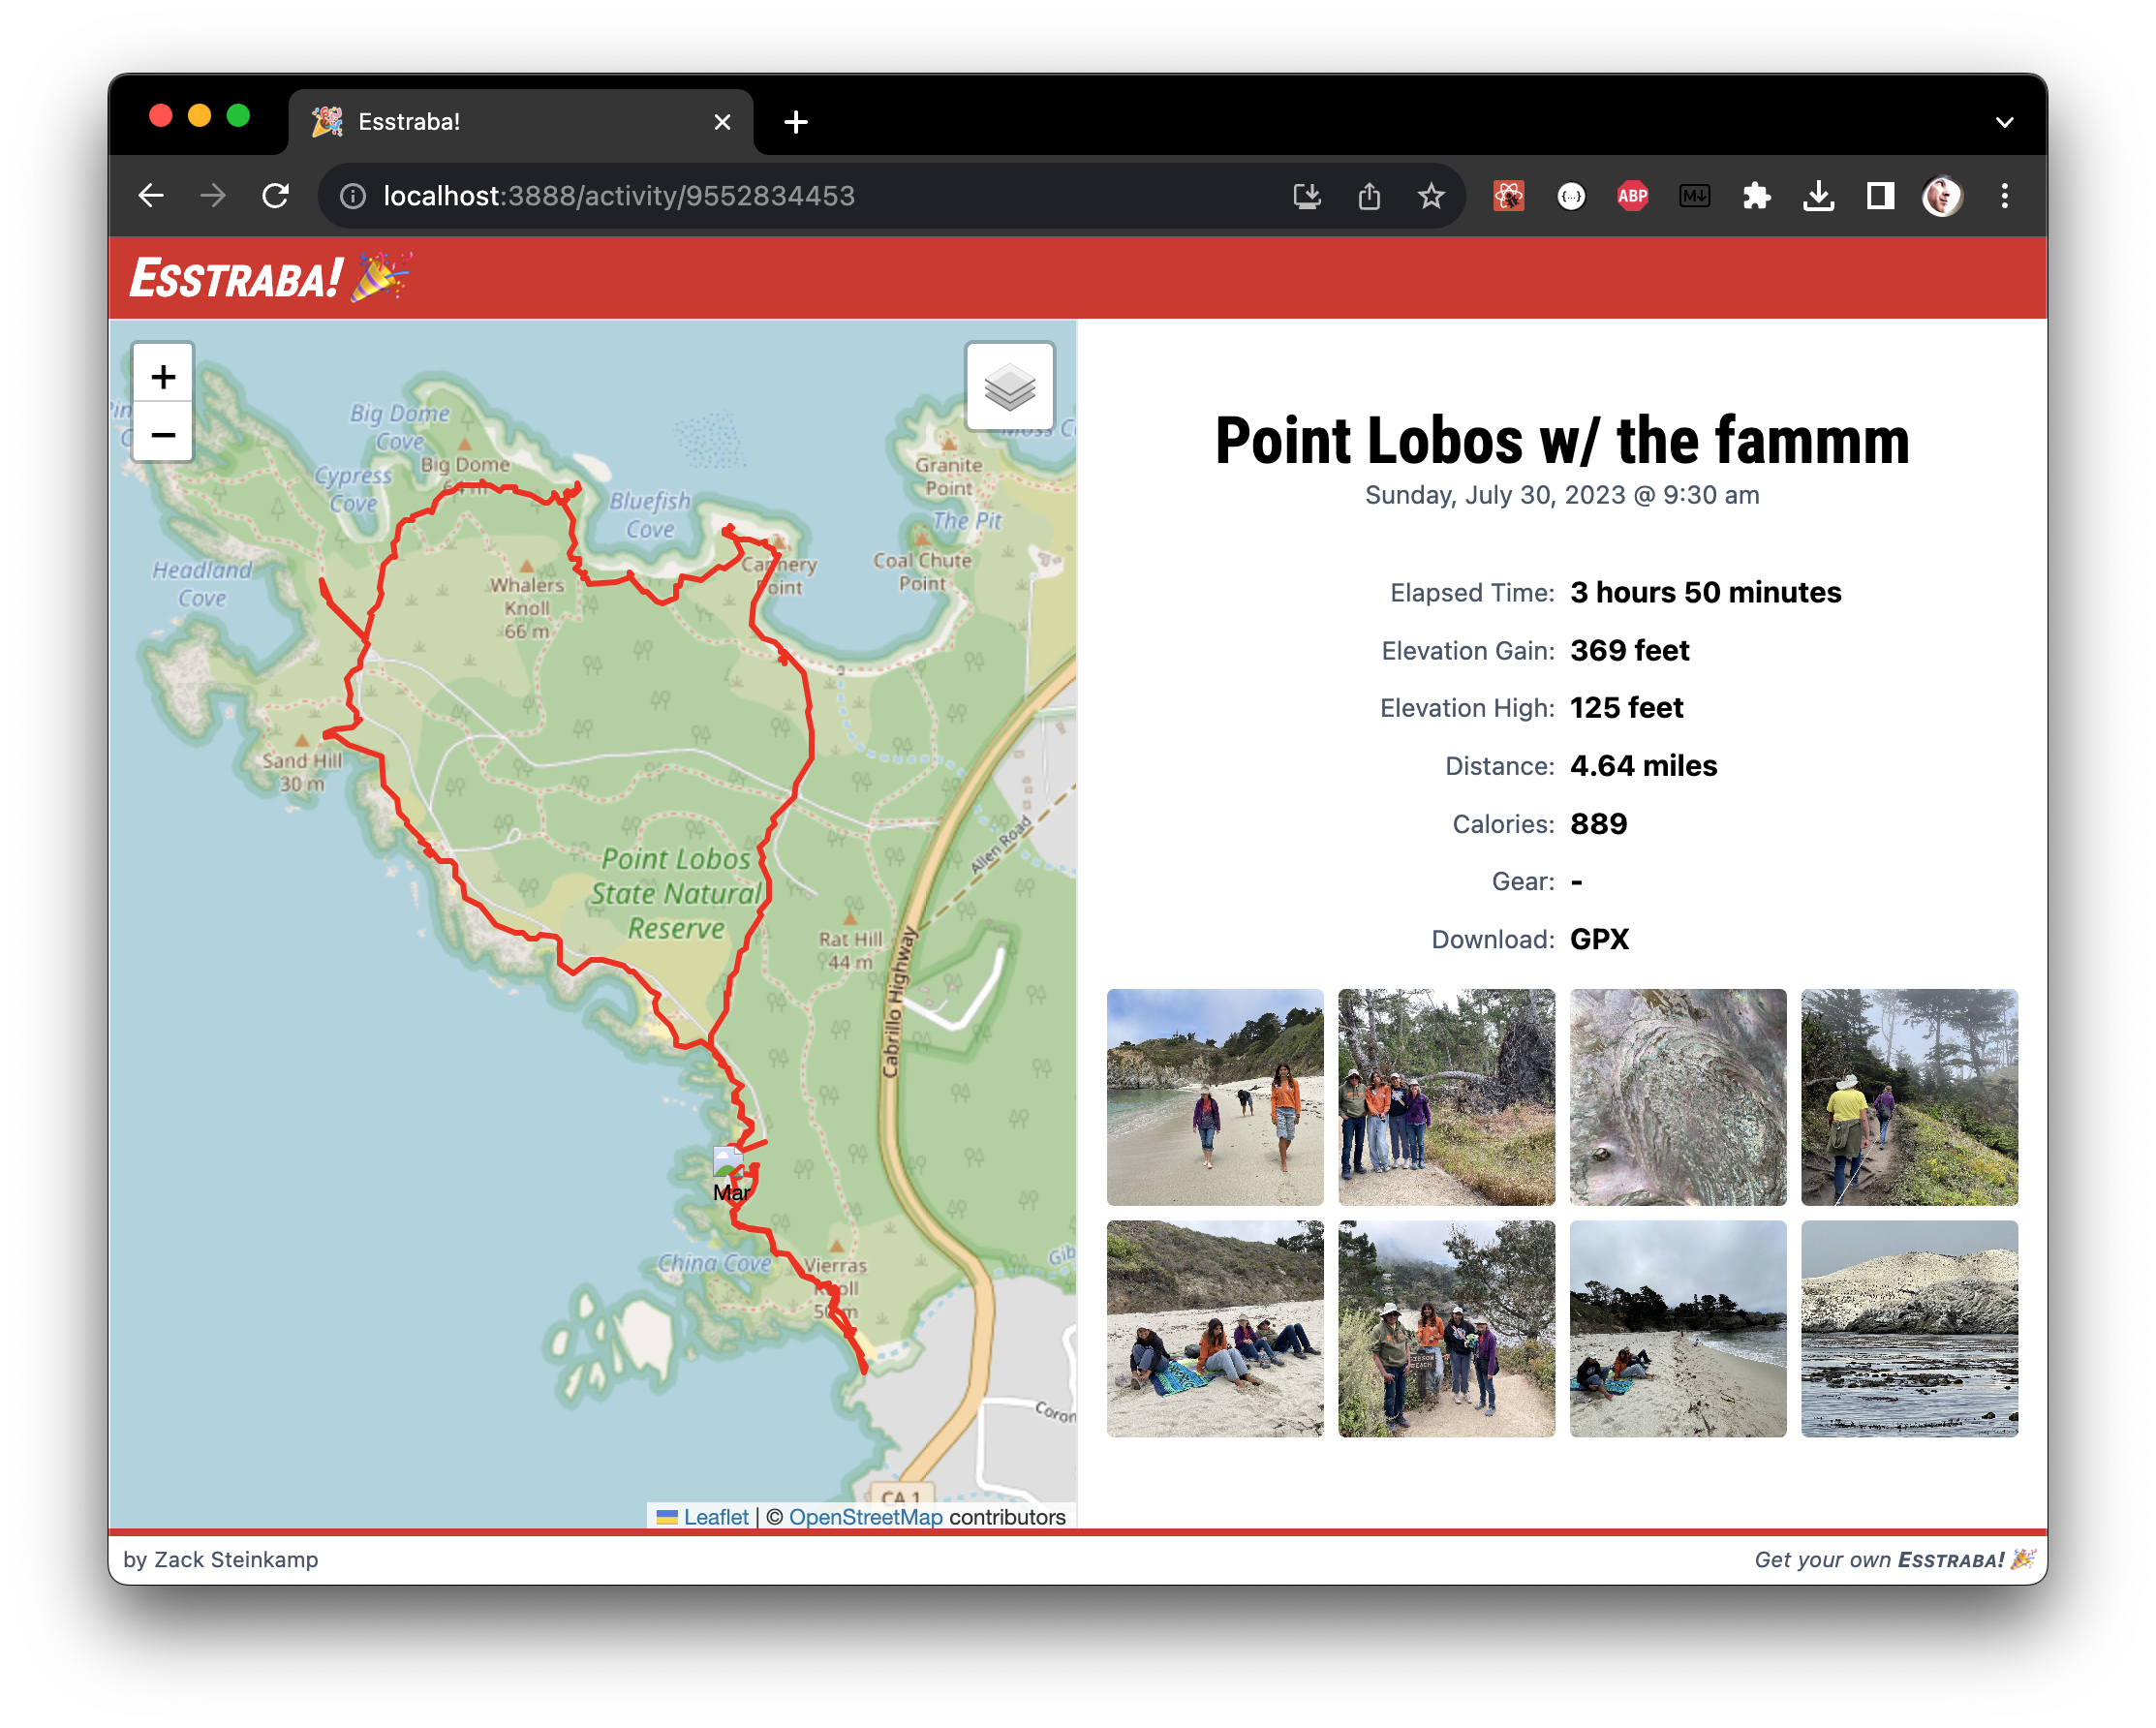 Esstraba!
localhost:3888/activity/9552834453
ABP
ESSTRABA!
+
−
Big Dome
Cove
Big Dome
Cypress
Cove
Bluefish
Cove
Granite
Point
The Pit
Headland
Cove
Whalers
Knoll
66 m
Cannery
Point
Coal Chute
Point
Sand Hill
30 m
Point Lobos
State Natural
Reserve
Allen Road
Rat Hill
44 m
Cabrillo Highway
Mar
China Cove
Vierras
Knoll
CA 1
Leaflet | © OpenStreetMap contributors
Point Lobos w/ the fammm
Sunday, July 30, 2023 @ 9:30 am
Elapsed Time: 3 hours 50 minutes
Elevation Gain: 369 feet
Elevation High: 125 feet
Distance: 4.64 miles
Calories: 889
Gear: -
Download: GPX
by Zack Steinkamp
Get your own ESSTRABA!